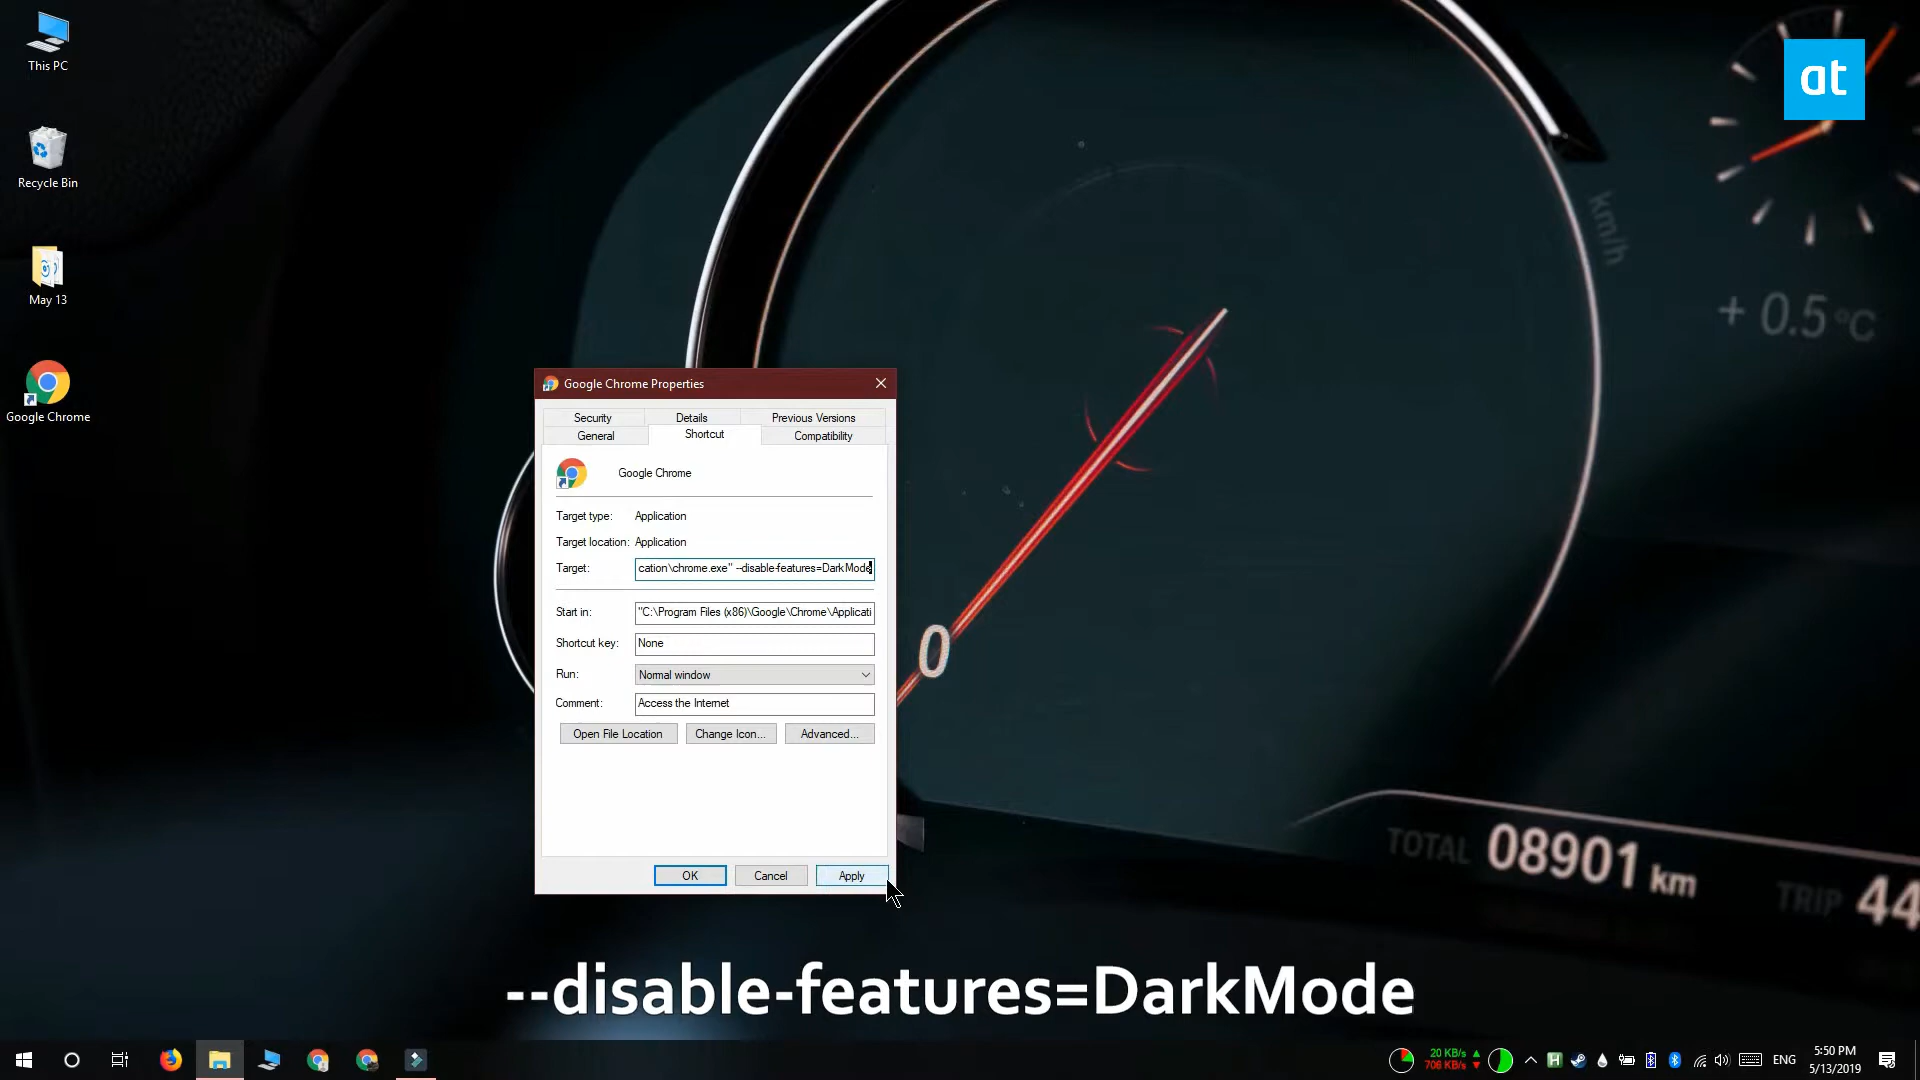 This PC
Recycle Bin
May 13
Google Chrome
at
km/h
+ 0.5 °C
0
TOTAL 08901 km
TRIP 44
Google Chrome Properties
Security
Details
Previous Versions
General
Shortcut
Compatibility
Google Chrome
Target type: Application
Target location: Application
Target: cation\chrome.exe" --disable-features=DarkMode
Start in: "C:\Program Files (x86)\Google\Chrome\Applicati
Shortcut key: None
Run: Normal window
Comment: Access the Internet
Open File Location
Change Icon...
Advanced...
OK
Cancel
Apply
--disable-features=DarkMode
20 KB/s
706 KB/s
H
ENG
5:50 PM
5/13/2019